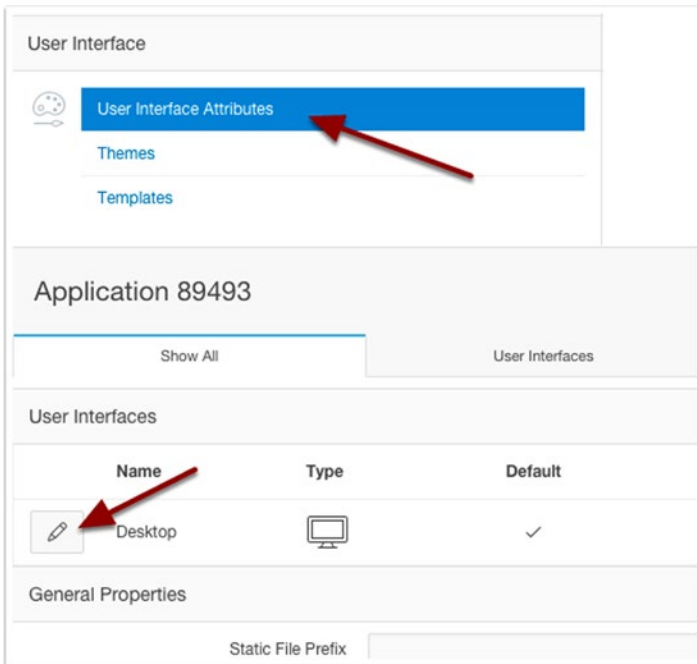 User Interface
User Interface Attributes
Themes
Templates
Application 89493
Show All User Interfaces
User Interfaces
Name Type Default
Desktop
General Properties
Static File Prefix